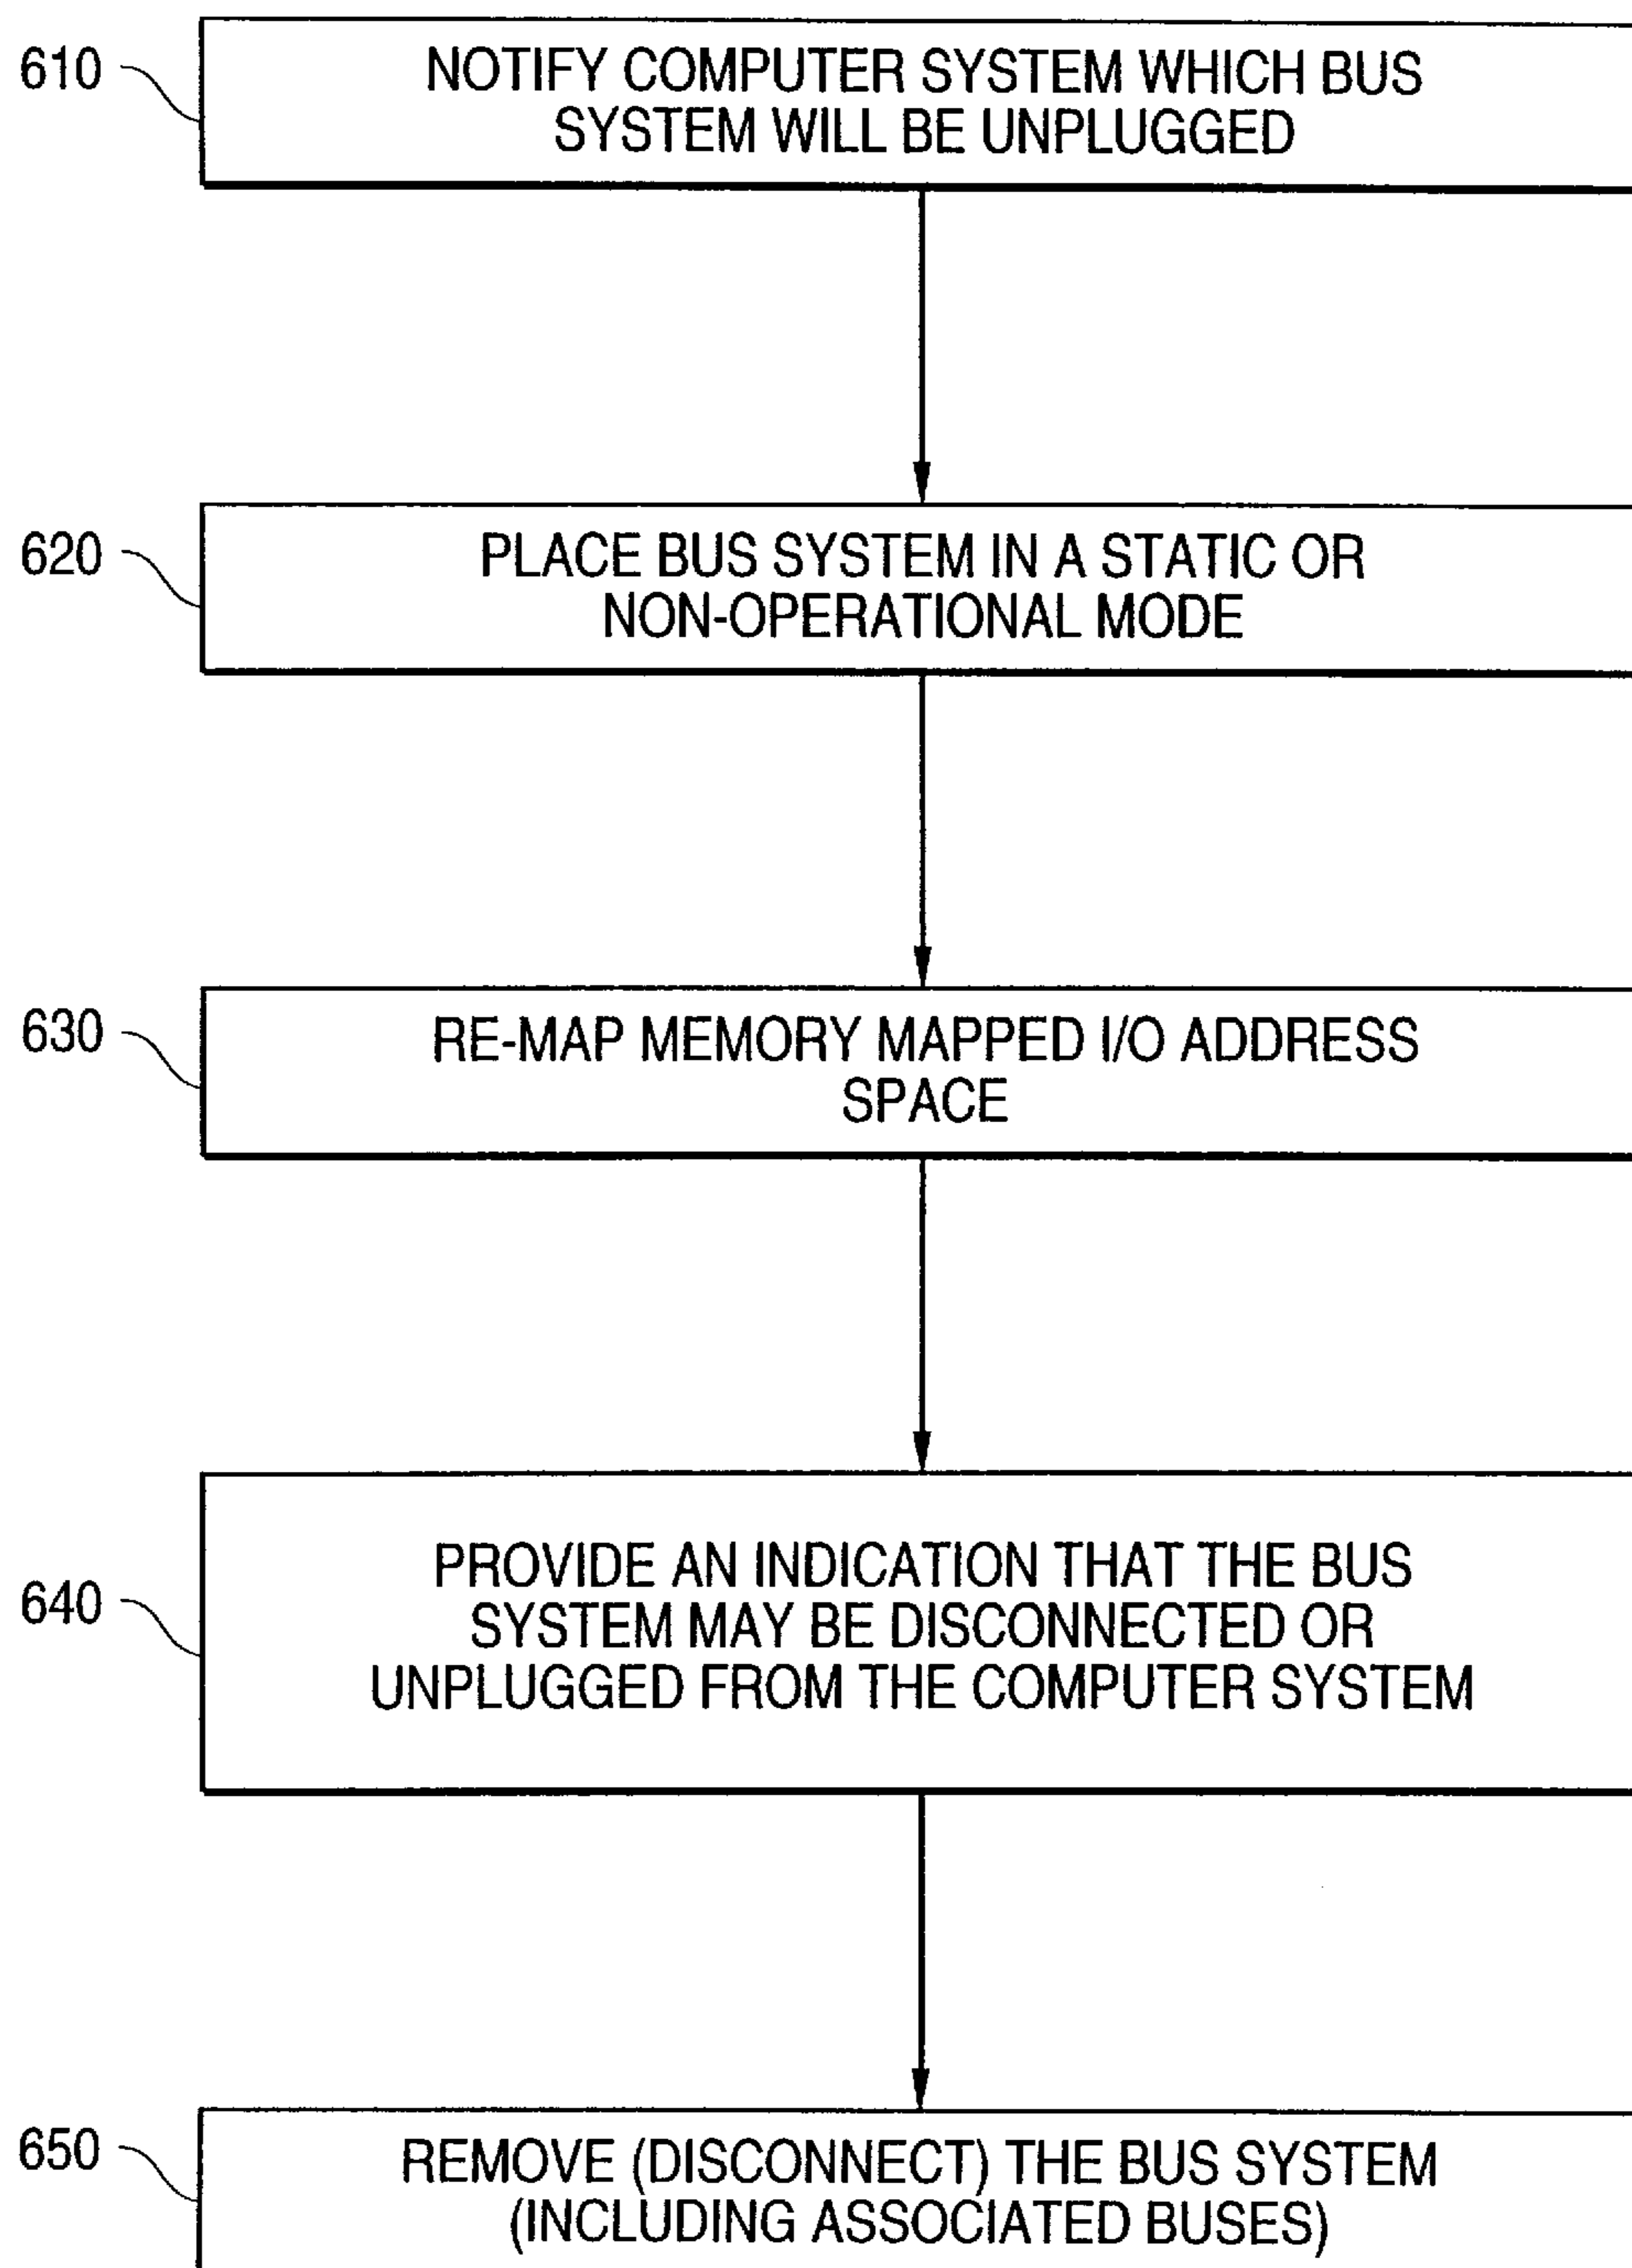 610
NOTIFY COMPUTER SYSTEM WHICH BUS
SYSTEM WILL BE UNPLUGGED
620
PLACE BUS SYSTEM IN A STATIC OR
NON-OPERATIONAL MODE
630
RE-MAP MEMORY MAPPED I/O ADDRESS
SPACE
640
PROVIDE AN INDICATION THAT THE BUS
SYSTEM MAY BE DISCONNECTED OR
UNPLUGGED FROM THE COMPUTER SYSTEM
650
REMOVE (DISCONNECT) THE BUS SYSTEM
(INCLUDING ASSOCIATED BUSES)